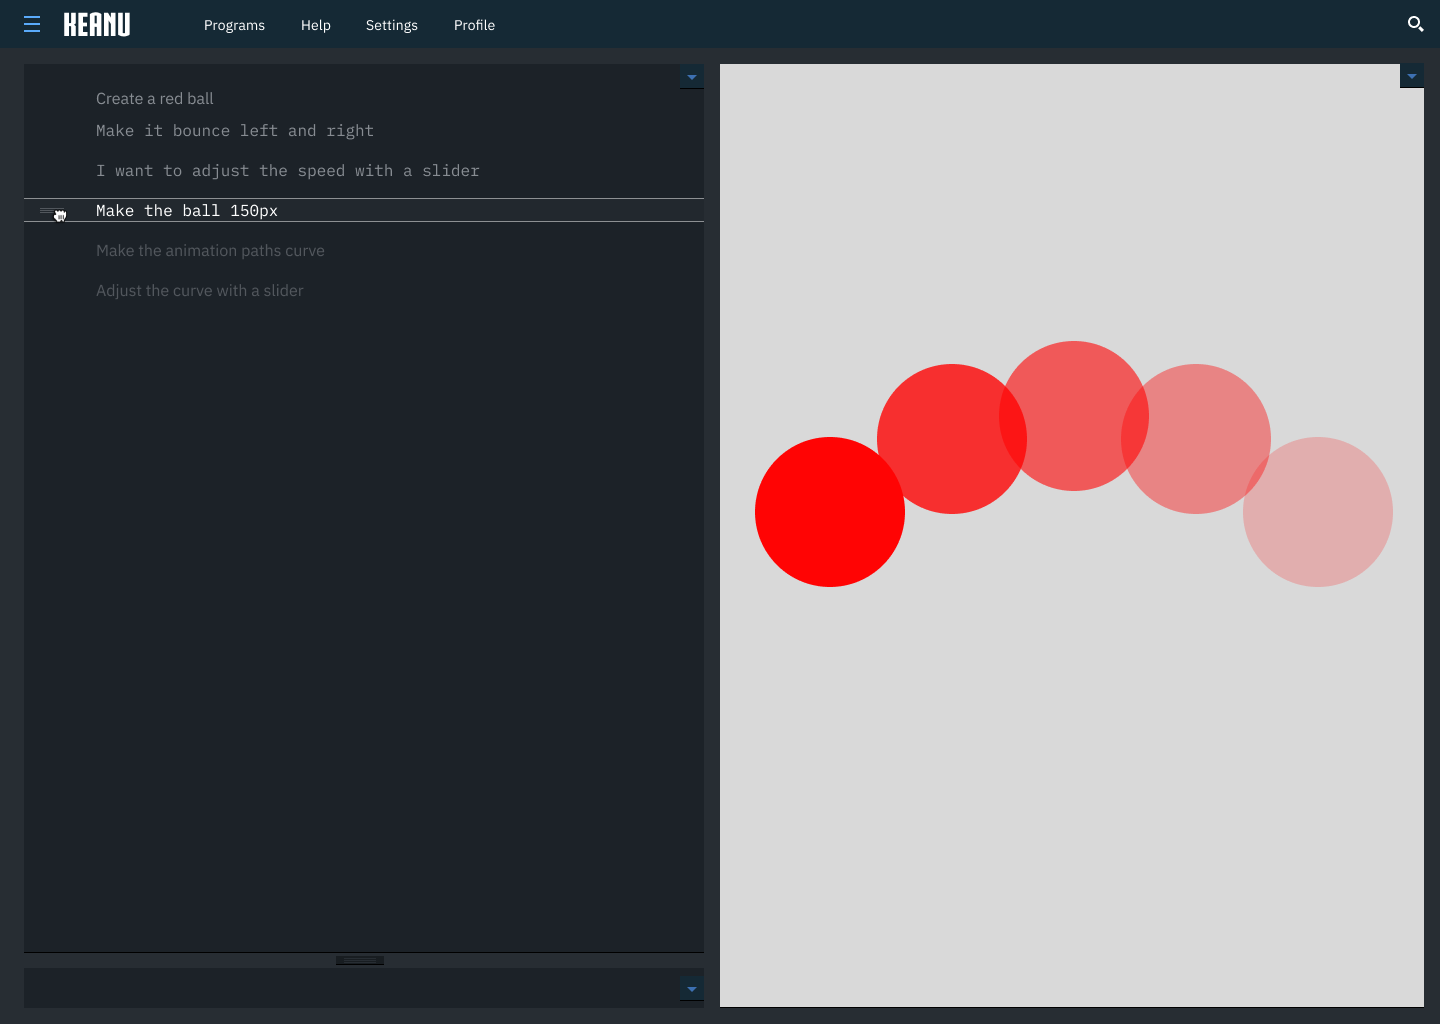 KEANU
Programs
Help
Settings
Profile
Create a red ball
Make it bounce left and right
I want to adjust the speed with a slider
Make the ball 150px
Make the animation paths curve
Adjust the curve with a slider